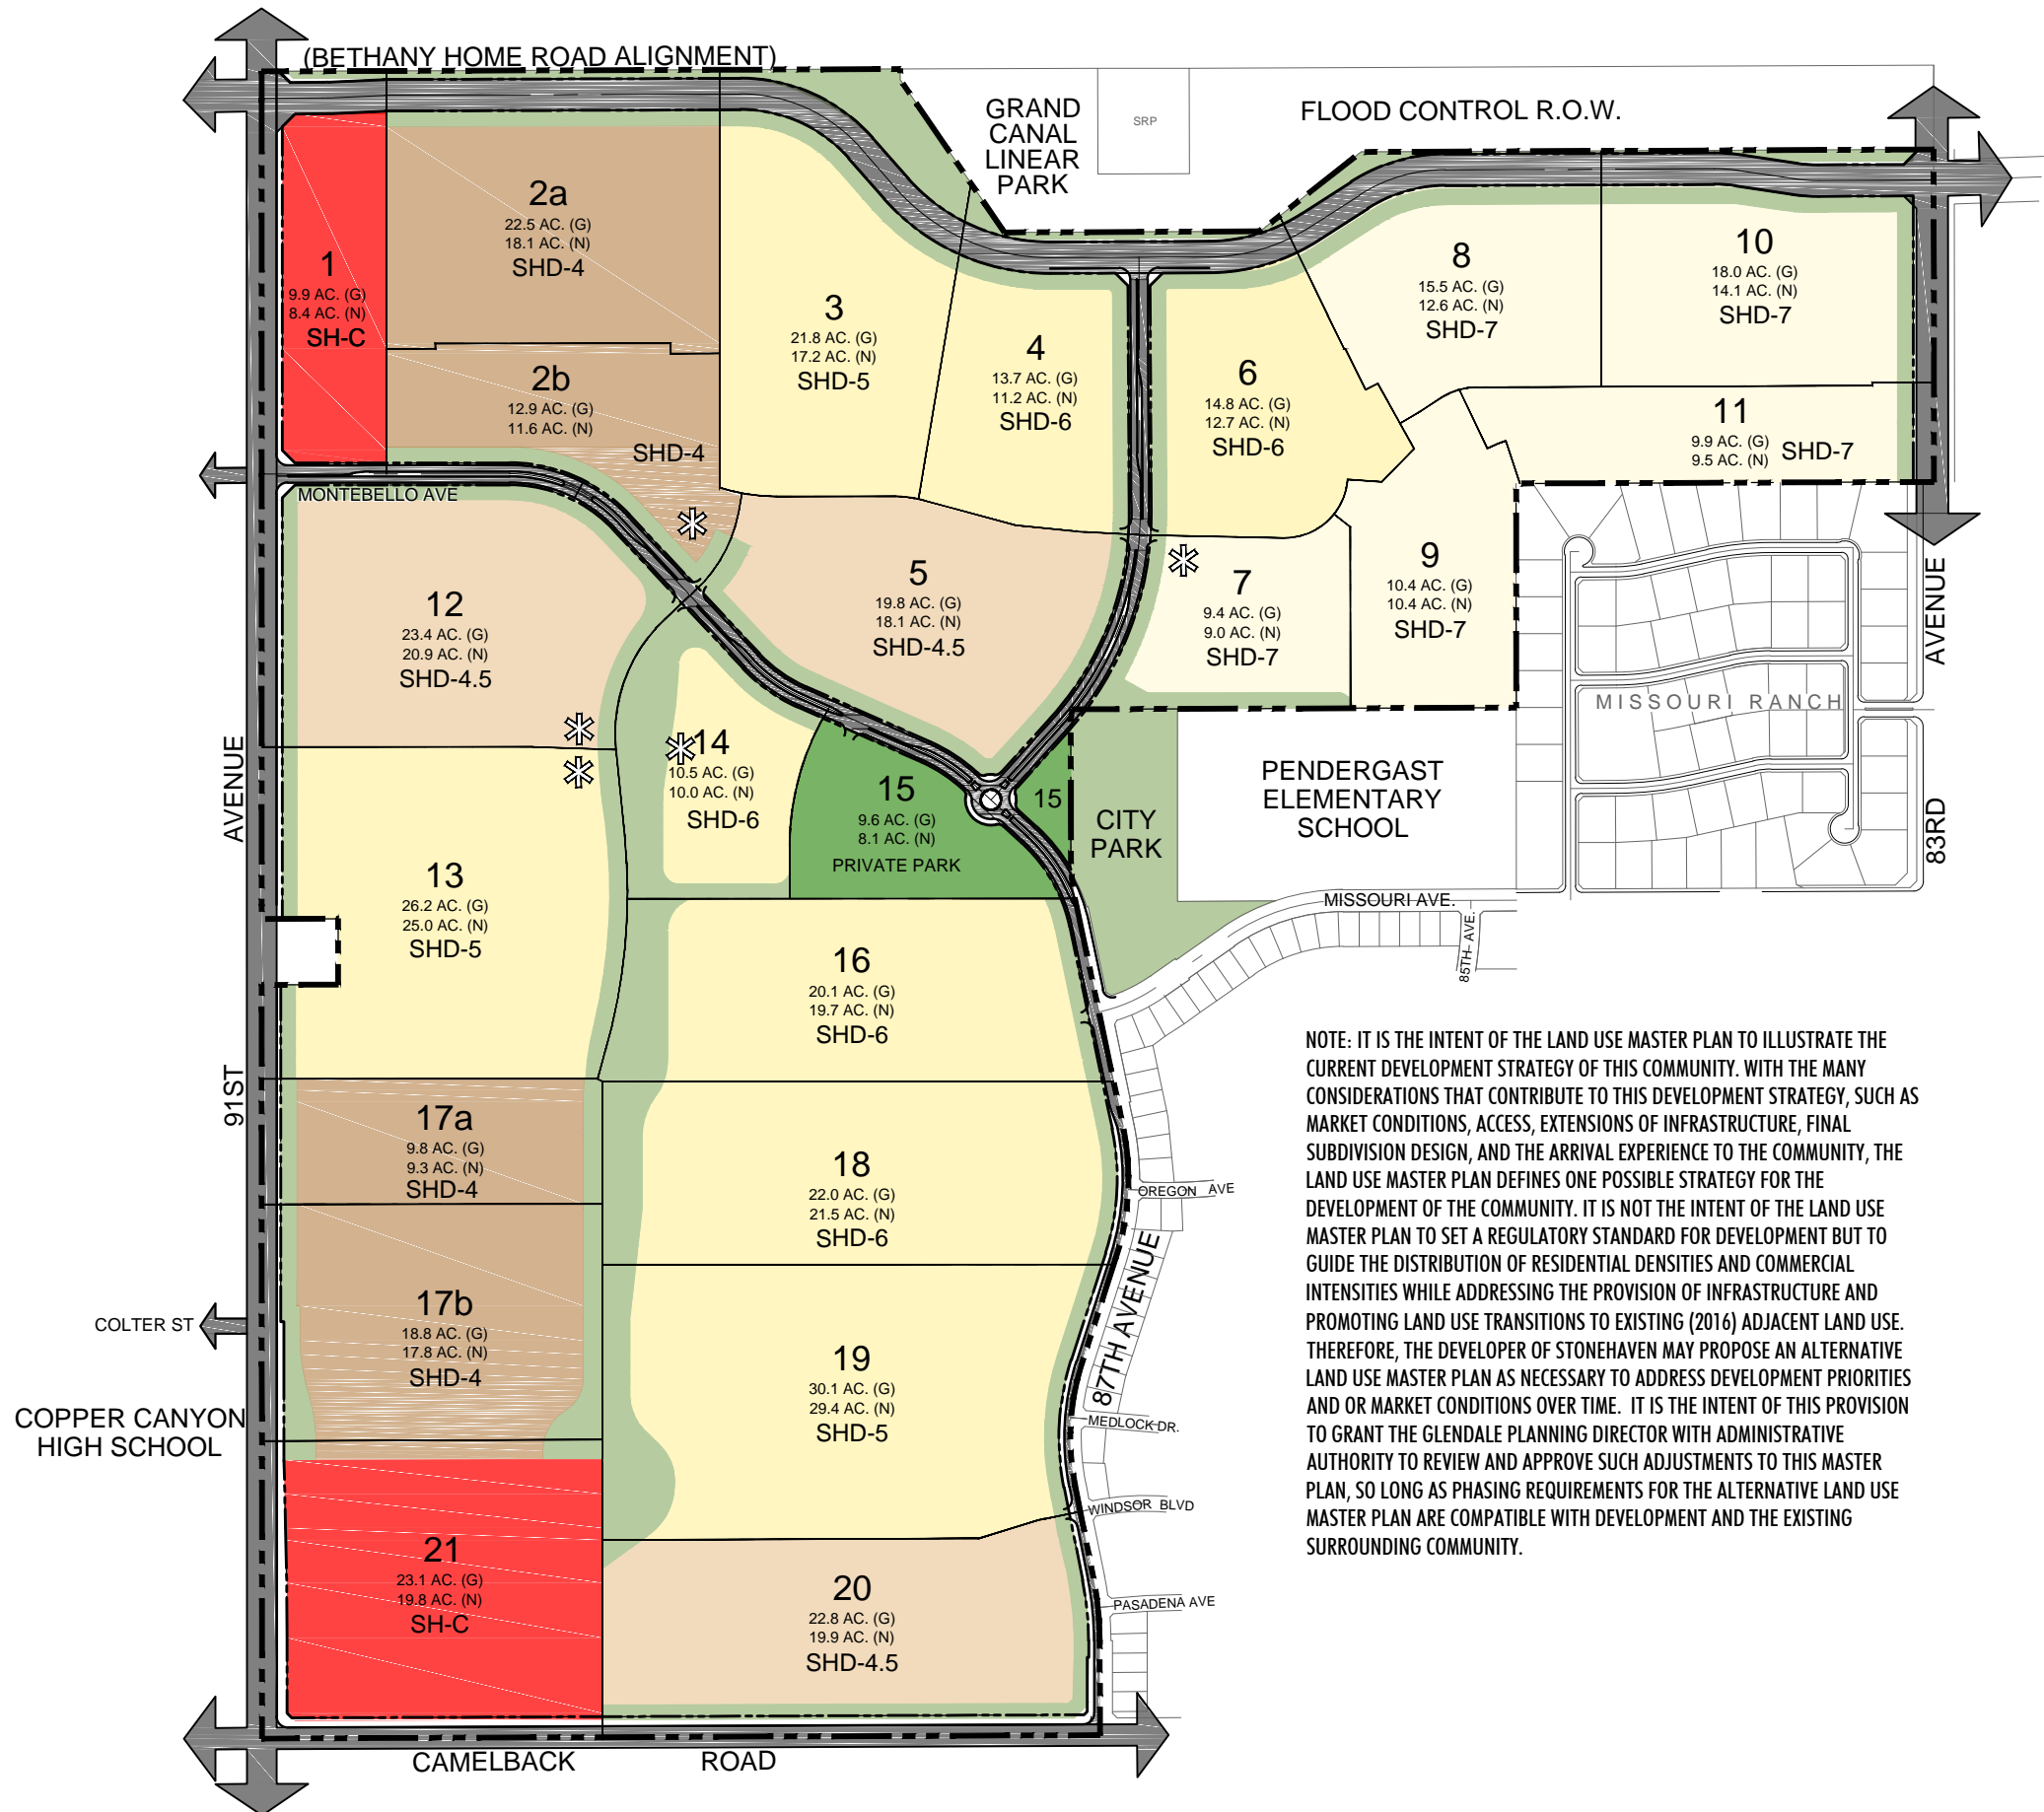 (BETHANY HOME ROAD ALIGNMENT)
GRAND
CANAL
LINEAR
PARK
SRP
FLOOD CONTROL R.O.W.
1
9.9 AC. (G)
8.4 AC. (N)
SH-C
2a
22.5 AC. (G)
18.1 AC. (N)
SHD-4
2b
12.9 AC. (G)
11.6 AC. (N)
SHD-4
3
21.8 AC. (G)
17.2 AC. (N)
SHD-5
4
13.7 AC. (G)
11.2 AC. (N)
SHD-6
6
14.8 AC. (G)
12.7 AC. (N)
SHD-6
8
15.5 AC. (G)
12.6 AC. (N)
SHD-7
10
18.0 AC. (G)
14.1 AC. (N)
SHD-7
11
9.9 AC. (G)
9.5 AC. (N)
SHD-7
MONTEBELLO AVE
12
23.4 AC. (G)
20.9 AC. (N)
SHD-4.5
5
19.8 AC. (G)
18.1 AC. (N)
SHD-4.5
7
9.4 AC. (G)
9.0 AC. (N)
SHD-7
9
10.4 AC. (G)
10.4 AC. (N)
SHD-7
MISSOURI RANCH
83RD AVENUE
91ST AVENUE
14
10.5 AC. (G)
10.0 AC. (N)
SHD-6
15
9.6 AC. (G)
8.1 AC. (N)
PRIVATE PARK
15
CITY
PARK
PENDERGAST
ELEMENTARY
SCHOOL
13
26.2 AC. (G)
25.0 AC. (N)
SHD-5
MISSOURI AVE.
85TH AVE.
16
20.1 AC. (G)
19.7 AC. (N)
SHD-6
17a
9.8 AC. (G)
9.3 AC. (N)
SHD-4
18
22.0 AC. (G)
21.5 AC. (N)
SHD-6
OREGON AVE
17b
18.8 AC. (G)
17.8 AC. (N)
SHD-4
COLTER ST
COPPER CANYON
HIGH SCHOOL
19
30.1 AC. (G)
29.4 AC. (N)
SHD-5
87TH AVENUE
MEDLOCK DR.
WINDSOR BLVD
21
23.1 AC. (G)
19.8 AC. (N)
SH-C
20
22.8 AC. (G)
19.9 AC. (N)
SHD-4.5
PASADENA AVE
CAMELBACK ROAD
NOTE: IT IS THE INTENT OF THE LAND USE MASTER PLAN TO ILLUSTRATE THE
CURRENT DEVELOPMENT STRATEGY OF THIS COMMUNITY. WITH THE MANY
CONSIDERATIONS THAT CONTRIBUTE TO THIS DEVELOPMENT STRATEGY, SUCH AS
MARKET CONDITIONS, ACCESS, EXTENSIONS OF INFRASTRUCTURE, FINAL
SUBDIVISION DESIGN, AND THE ARRIVAL EXPERIENCE TO THE COMMUNITY, THE
LAND USE MASTER PLAN DEFINES ONE POSSIBLE STRATEGY FOR THE
DEVELOPMENT OF THE COMMUNITY. IT IS NOT THE INTENT OF THE LAND USE
MASTER PLAN TO SET A REGULATORY STANDARD FOR DEVELOPMENT BUT TO
GUIDE THE DISTRIBUTION OF RESIDENTIAL DENSITIES AND COMMERCIAL
INTENSITIES WHILE ADDRESSING THE PROVISION OF INFRASTRUCTURE AND
PROMOTING LAND USE TRANSITIONS TO EXISTING (2016) ADJACENT LAND USE.
THEREFORE, THE DEVELOPER OF STONEHAVEN MAY PROPOSE AN ALTERNATIVE
LAND USE MASTER PLAN AS NECESSARY TO ADDRESS DEVELOPMENT PRIORITIES
AND OR MARKET CONDITIONS OVER TIME. IT IS THE INTENT OF THIS PROVISION
TO GRANT THE GLENDALE PLANNING DIRECTOR WITH ADMINISTRATIVE
AUTHORITY TO REVIEW AND APPROVE SUCH ADJUSTMENTS TO THIS MASTER
PLAN, SO LONG AS PHASING REQUIREMENTS FOR THE ALTERNATIVE LAND USE
MASTER PLAN ARE COMPATIBLE WITH DEVELOPMENT AND THE EXISTING
SURROUNDING COMMUNITY.